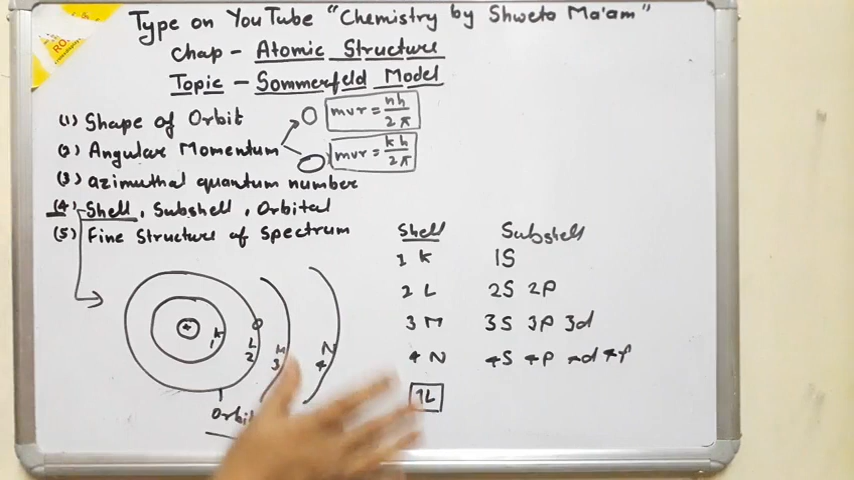 Type on YouTube "Chemistry by Shweta Ma'am"
Chap - Atomic Structure
Topic - Sommerfeld Model
(1) Shape of Orbit
mvr = nh/2π
(2) Angular Momentum
mvr = kh/2π
(3) azimuthal quantum number
(4) Shell, Subshell, Orbital
(5) Fine Structure of Spectrum
Shell Subshell
1 K 1S
2 L 2S 2P
3 M 3S 3P 3d
4 N 4S 4P 4d 4f
K
1
L
2
M
3
N
4
+
Orbit